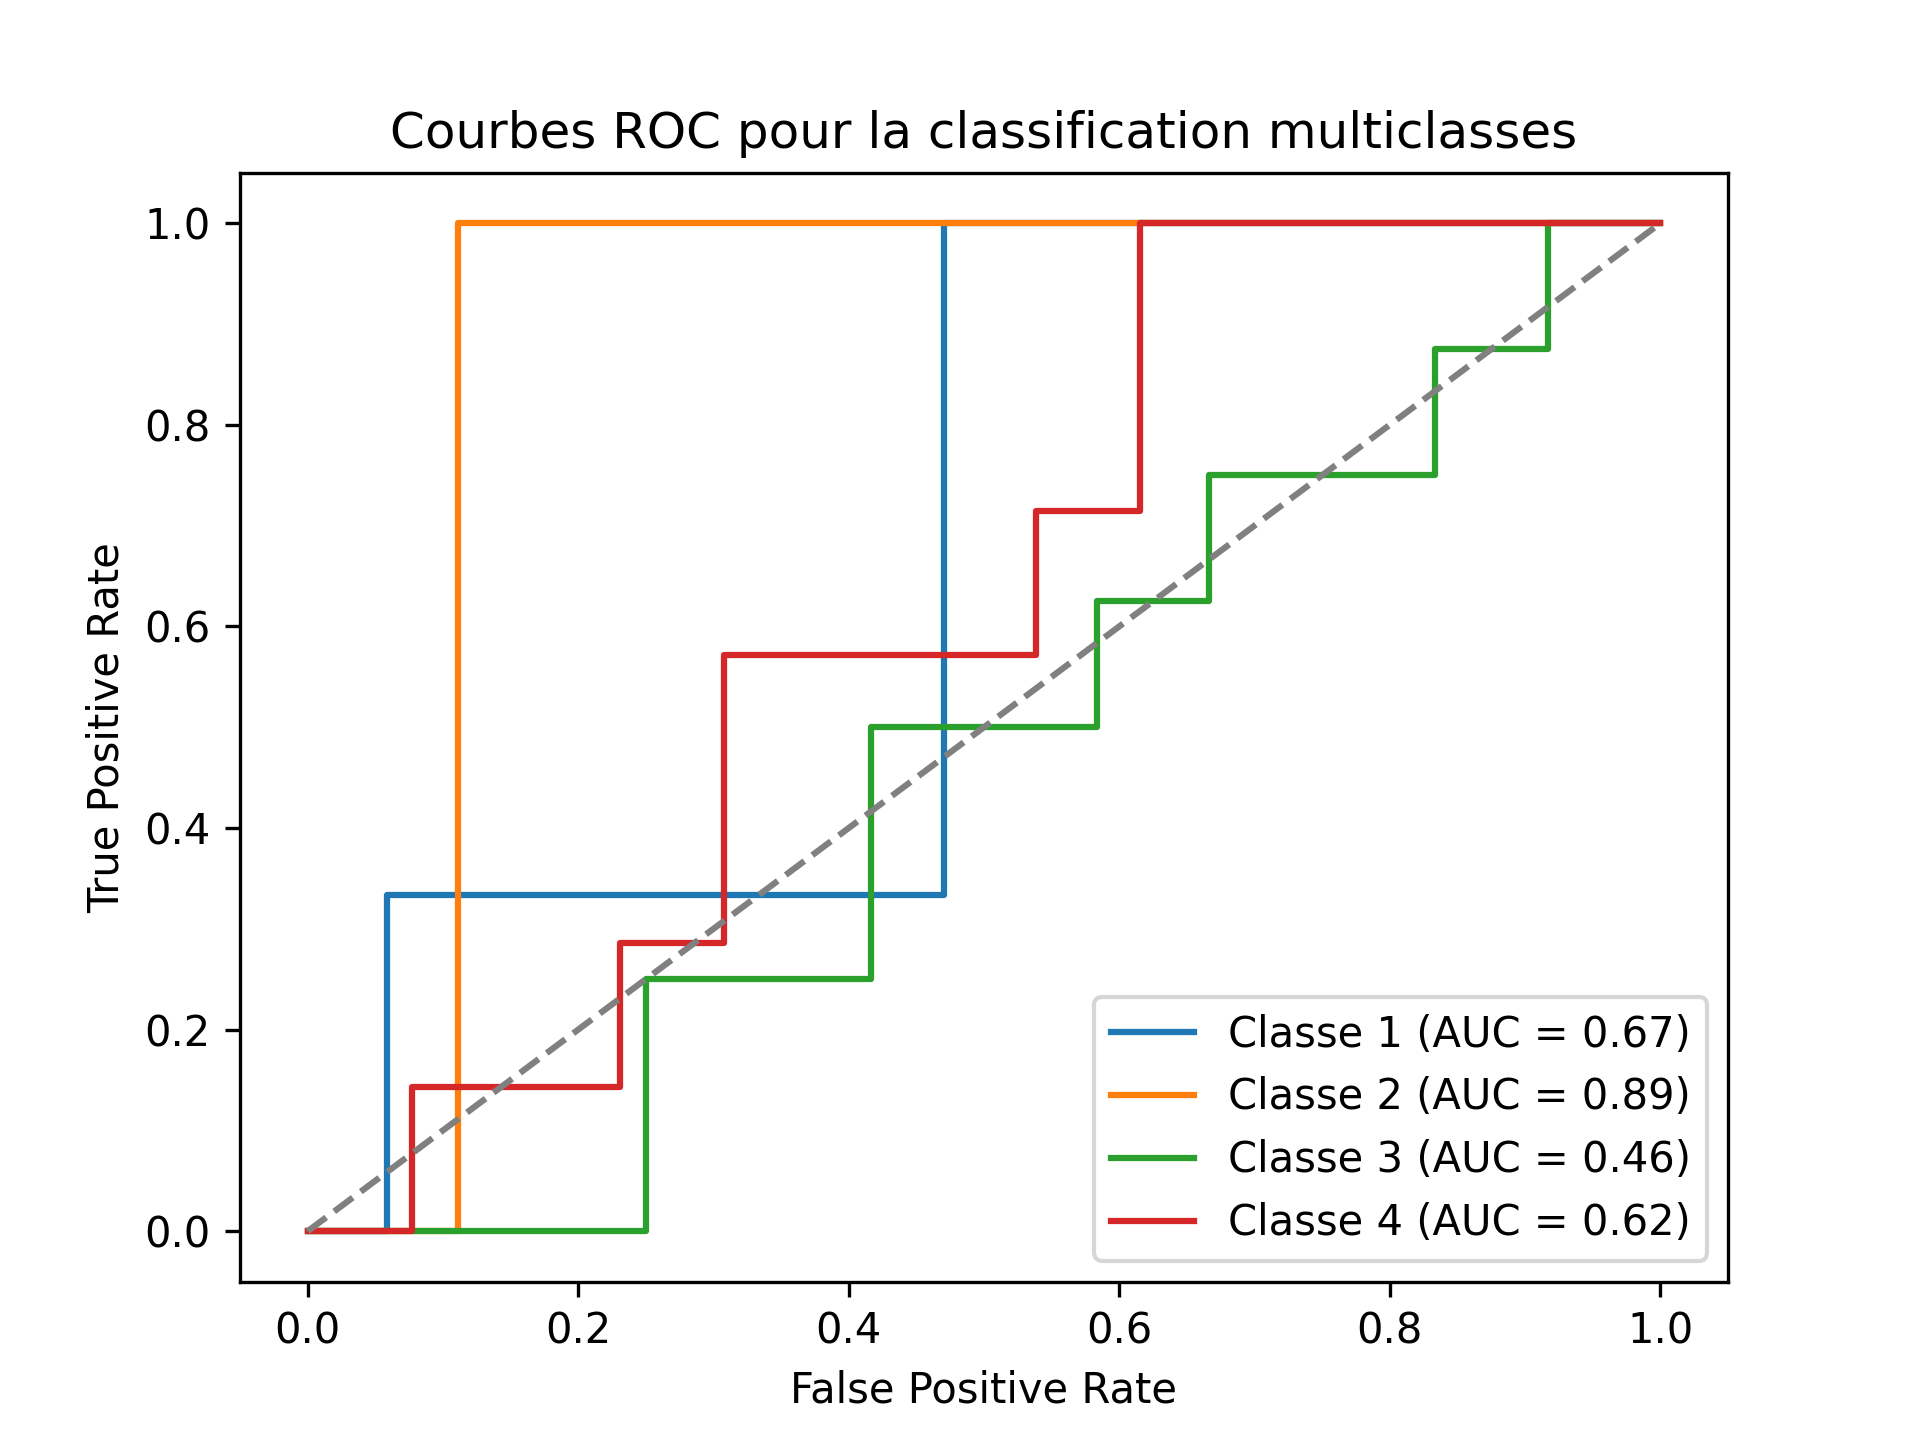 Courbes ROC pour la classification multiclasses
1.0
0.8
0.6
0.4
0.2
0.0
True Positive Rate
Classe 1 (AUC = 0.67)
Classe 2 (AUC = 0.89)
Classe 3 (AUC = 0.46)
Classe 4 (AUC = 0.62)
0.0 0.2 0.4 0.6 0.8 1.0
False Positive Rate